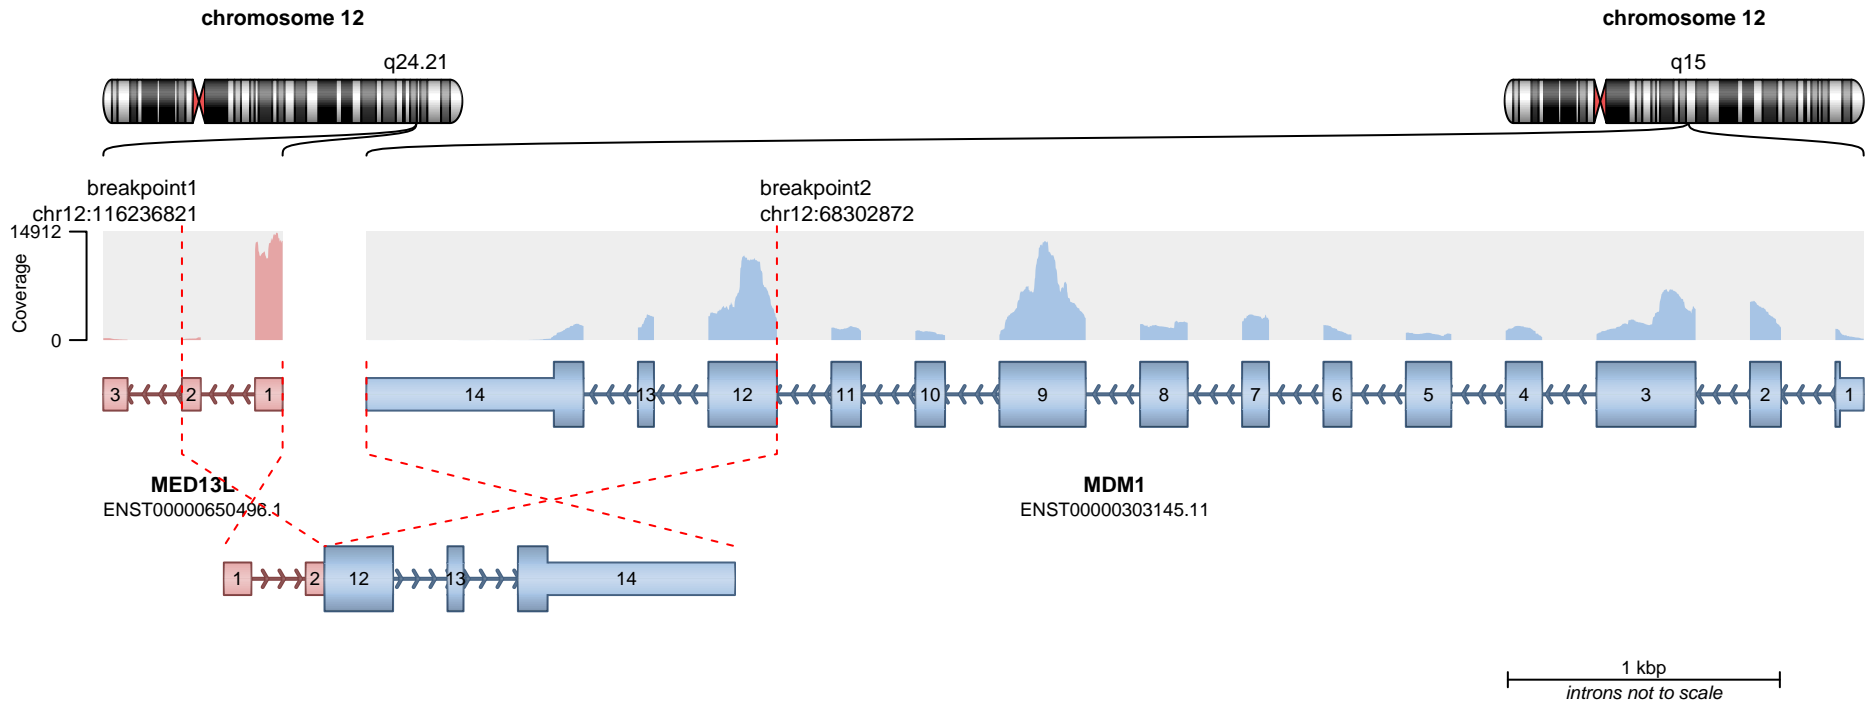 chromosome 12
chromosome 12
q24.21
q15
breakpoint1
chr12:116236821
breakpoint2
chr12:68302872
14912
Coverage
0
3 2 1 14 13 12 11 10 9 8 7 6 5 4 3 2 1
MED13L
ENST00000650496.1
MDM1
ENST00000303145.11
1 2 12 13 14
1 kbp
introns not to scale